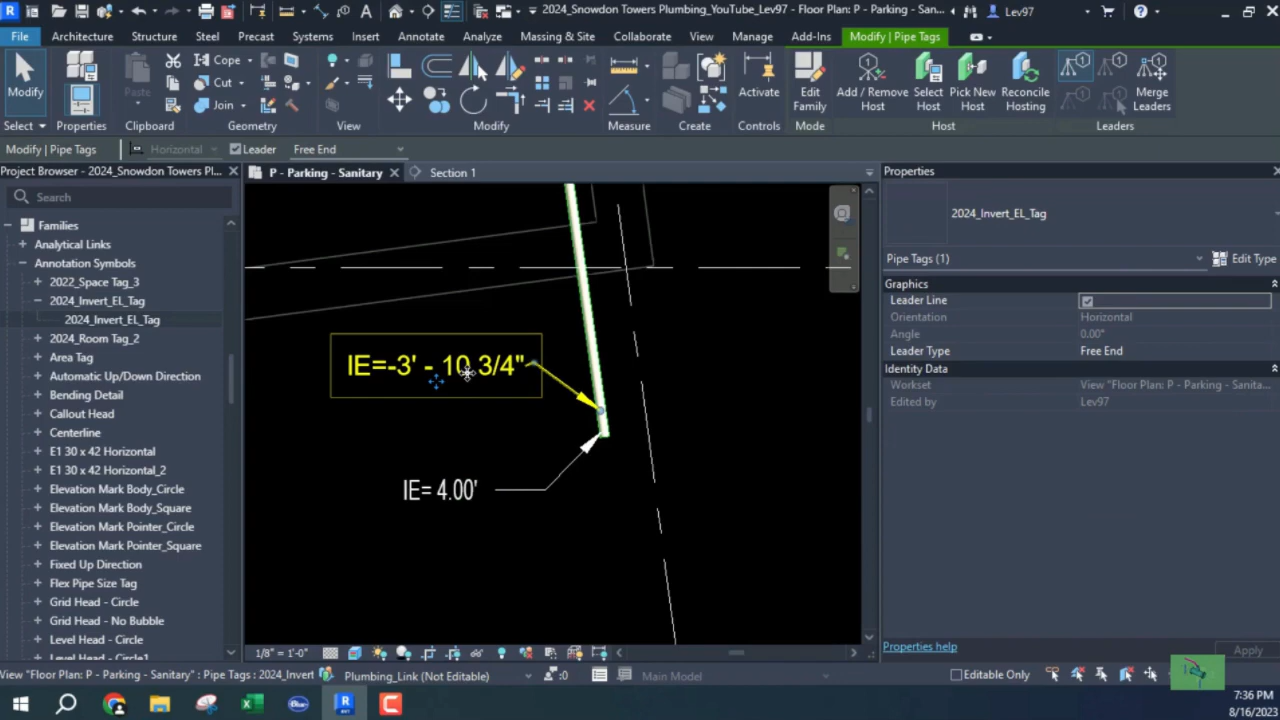 2024_Snowdon Towers Plumbing_YouTube_Lev97 - Floor Plan: P - Parking - San...
Lev97
File Architecture Structure Steel Precast Systems Insert Annotate Analyze Massing & Site Collaborate View Manage Add-Ins Modify | Pipe Tags
Cope
Cut
Join
Modify
Paste
Activate
Edit
Family
Add / Remove
Host
Select
Host
Pick New
Host
Reconcile
Hosting
Merge
Leaders
Select Properties Clipboard Geometry View Modify Measure Create Controls Mode Host Leaders
Modify | Pipe Tags Horizontal Leader Free End
Project Browser - 2024_Snowdon Towers Pl...
P - Parking - Sanitary
Section 1
Properties
Search
Families
Analytical Links
Annotation Symbols
2022_Space Tag_3
2024_Invert_EL_Tag
2024_Invert_EL_Tag
2024_Room Tag_2
Area Tag
Automatic Up/Down Direction
Bending Detail
Callout Head
Centerline
E1 30 x 42 Horizontal
E1 30 x 42 Horizontal_2
Elevation Mark Body_Circle
Elevation Mark Body_Square
Elevation Mark Pointer_Circle
Elevation Mark Pointer_Square
Fixed Up Direction
Flex Pipe Size Tag
Grid Head - Circle
Grid Head - No Bubble
Level Head - Circle
Level Head - Circle1
IE=-3' - 10 3/4"
IE= 4.00'
2024_Invert_EL_Tag
Pipe Tags (1)
Edit Type
Graphics
Leader Line
Orientation Horizontal
Angle 0.00°
Leader Type Free End
Identity Data
Workset View "Floor Plan: P - Parking - Sanita...
Edited by Lev97
Properties help
Apply
1/8" = 1'-0"
View "Floor Plan: P - Parking - Sanitary" : Pipe Tags : 2024_Invert
Plumbing_Link (Not Editable)
:0
Main Model
Editable Only
7:36 PM
8/16/2023